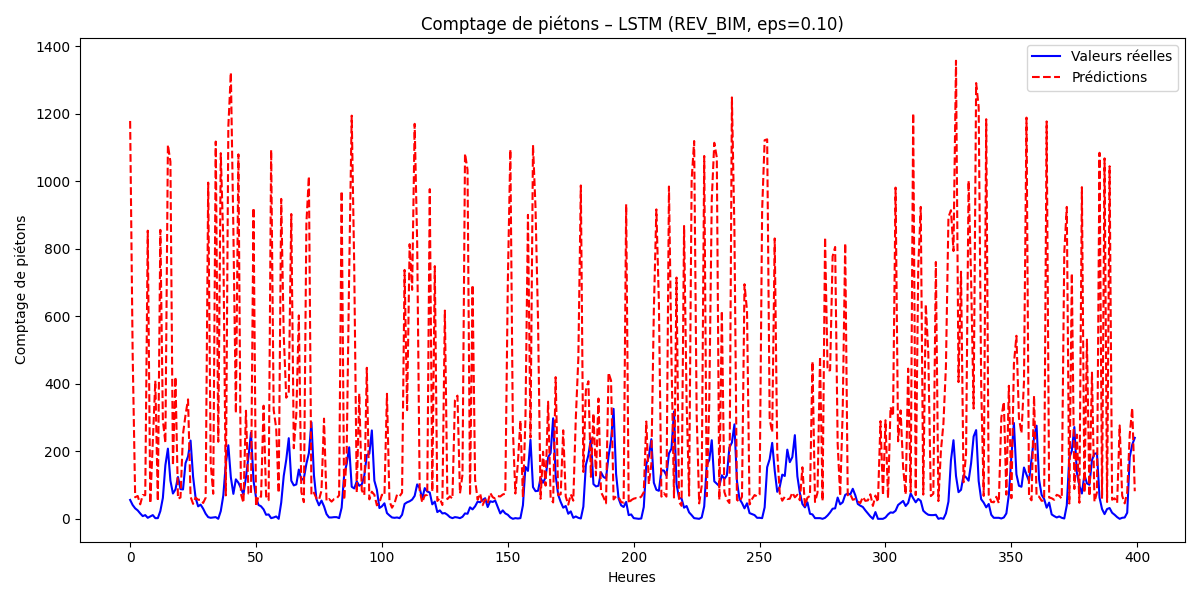 Comptage de piétons – LSTM (REV_BIM, eps=0.10)
Valeurs réelles
Prédictions
Comptage de piétons
1400
1200
1000
800
600
400
200
0
0 50 100 150 200 250 300 350 400
Heures